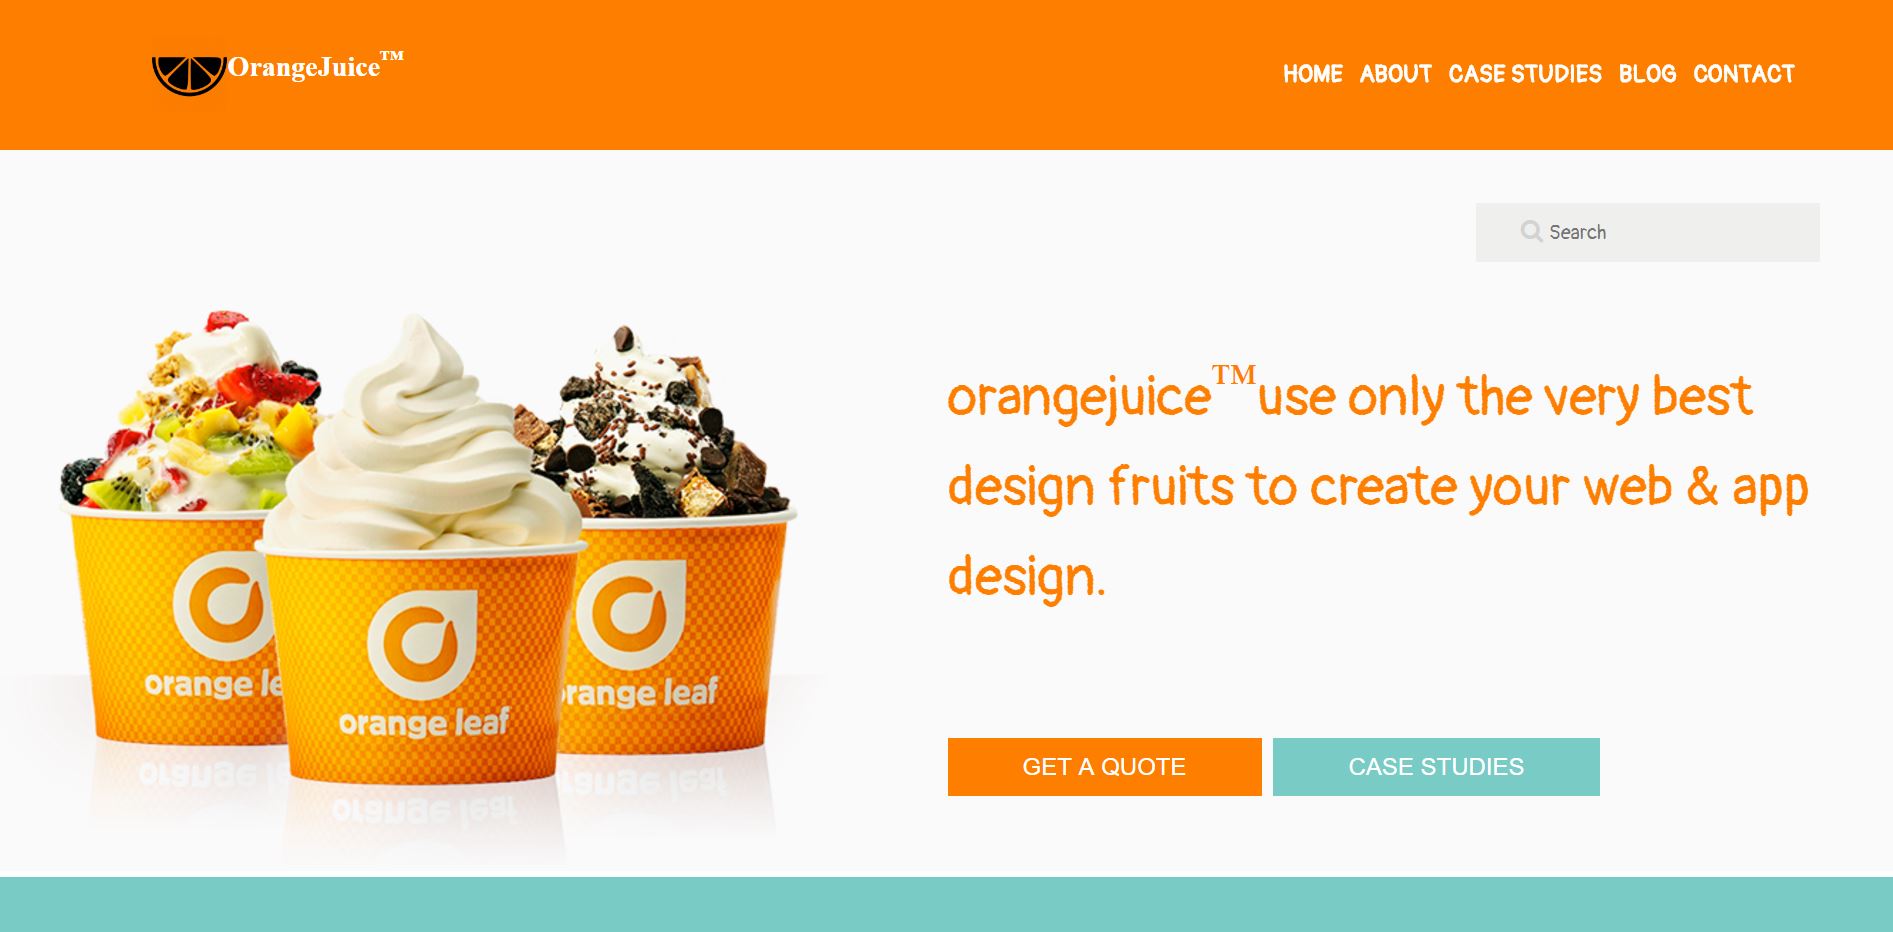 OrangeJuice™
HOME ABOUT CASE STUDIES BLOG CONTACT
Search
orangejuice™use only the very best
design fruits to create your web & app
design.
orange le
orange leaf
range leaf
GET A QUOTE CASE STUDIES